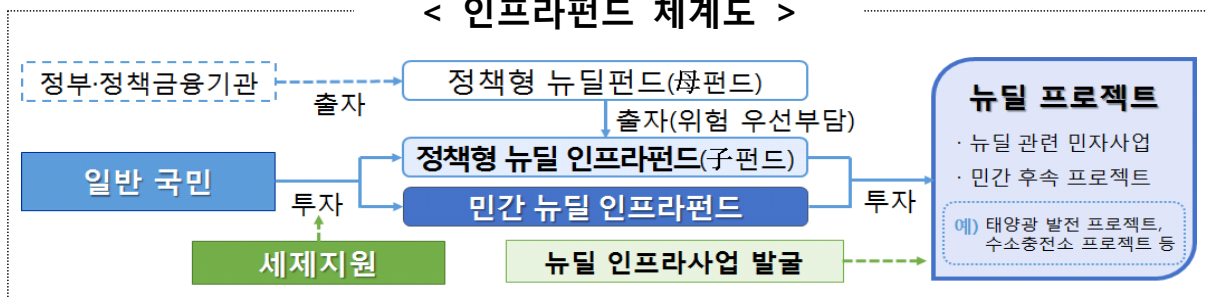 < 인프라펀드 체계도 >
정부·정책금융기관
출자
정책형 뉴딜펀드(母펀드)
출자(위험 우선부담)
일반 국민
투자
정책형 뉴딜 인프라펀드(子펀드)
민간 뉴딜 인프라펀드
투자
세제지원
뉴딜 인프라사업 발굴
뉴딜 프로젝트
· 뉴딜 관련 민자사업
· 민간 후속 프로젝트
예) 태양광 발전 프로젝트,
수소충전소 프로젝트 등